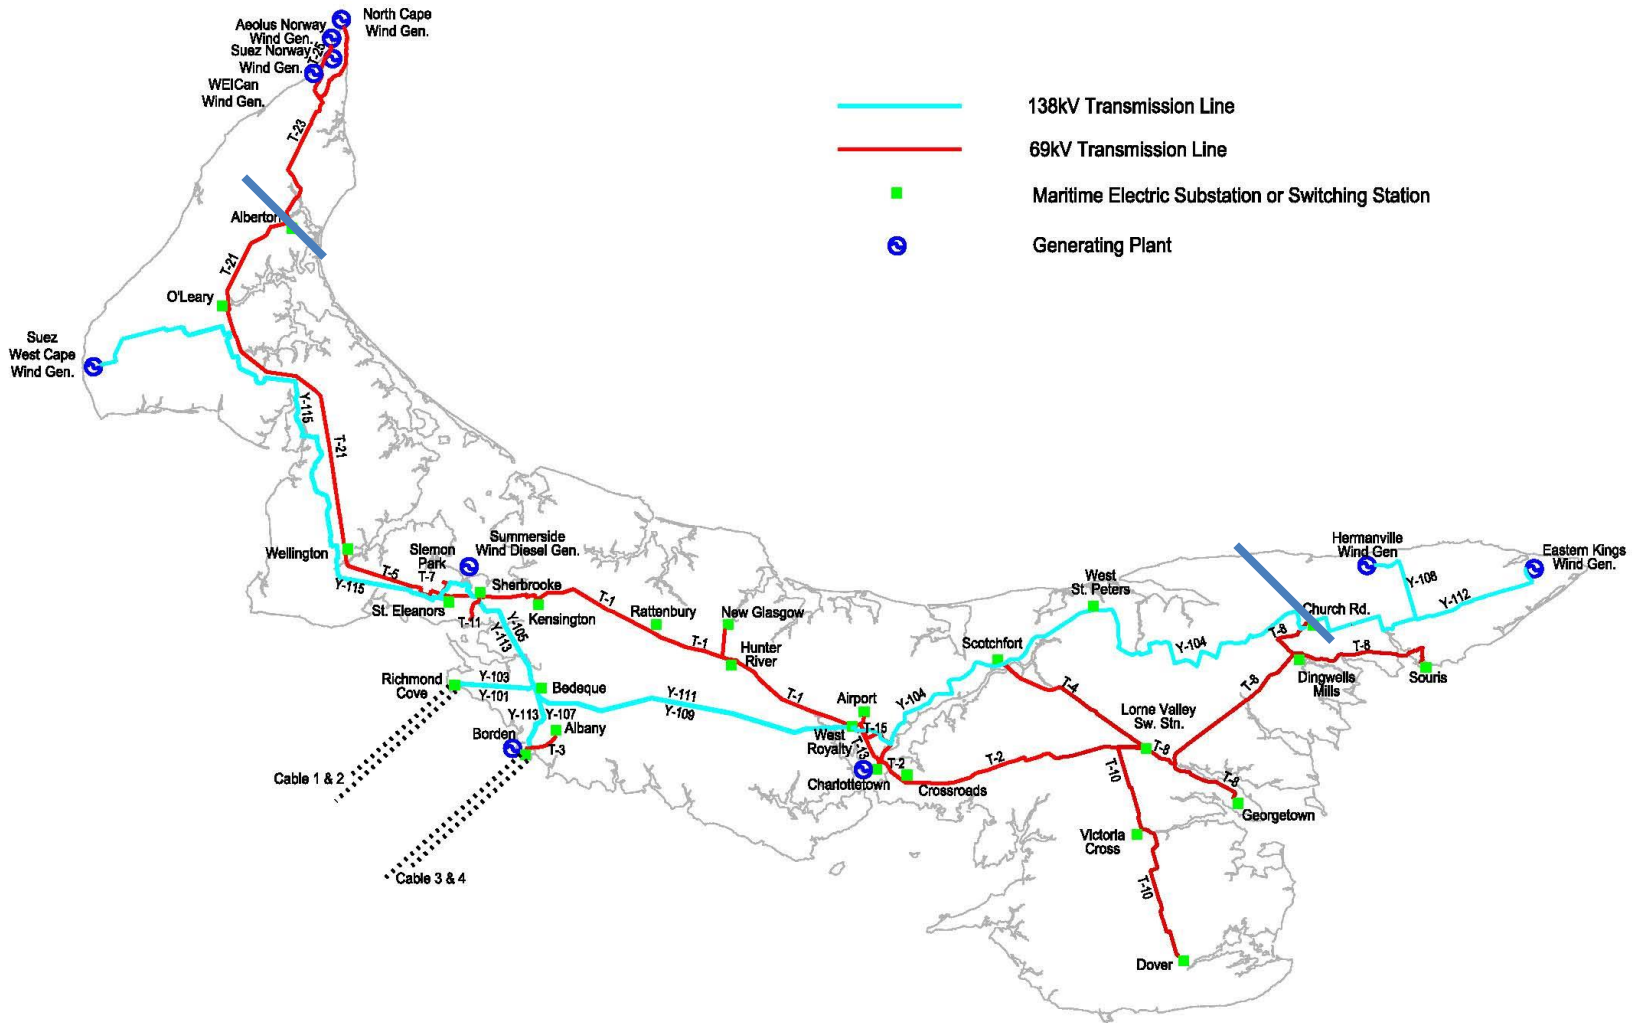 North Cape
Wind Gen.
Aeolus Norway
Wind Gen.
Suez Norway
Wind Gen.
T-25
WEICan
Wind Gen.
T-23
138kV Transmission Line
69kV Transmission Line
Maritime Electric Substation or Switching Station
Generating Plant
Alberton
T-21
O'Leary
Suez
West Cape
Wind Gen.
Y-115
T-21
Wellington
Slemon
Park
Summerside
Wind Diesel Gen.
T-5
T-7
Y-115
St. Eleanors
Sherbrooke
T-11
Kensington
T-1
Rattenbury
New Glasgow
T-1
Hunter
River
Y-105
Y-113
Richmond
Cove
Y-103
Y-101
Bedeque
Y-111
Y-109
T-1
Airport
Y-113
Y-107
Borden
Albany
T-3
West
Royalty
T-15
T-13
Charlottetown
T-2
Crossroads
Cable 1 & 2
Cable 3 & 4
Y-104
Scotchfort
West
St. Peters
Y-104
T-4
T-2
Lorne Valley
Sw. Stn.
T-8
T-10
T-8
T-8
Georgetown
Victoria
Cross
T-10
Dover
Hermanville
Wind Gen
Eastern Kings
Wind Gen.
Y-108
Y-112
Church Rd.
T-8
T-8
Dingwells
Mills
Souris